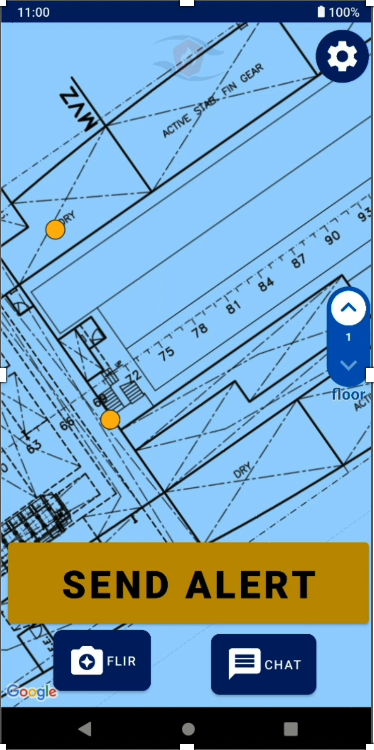 11:00 100%
MVZ
ACTIVE STAB. FIN GEAR
DRY
93
90
87
84
81
78
75
72
1
floor
66
63
DRY
SEND ALERT
FLIR
CHAT
Google